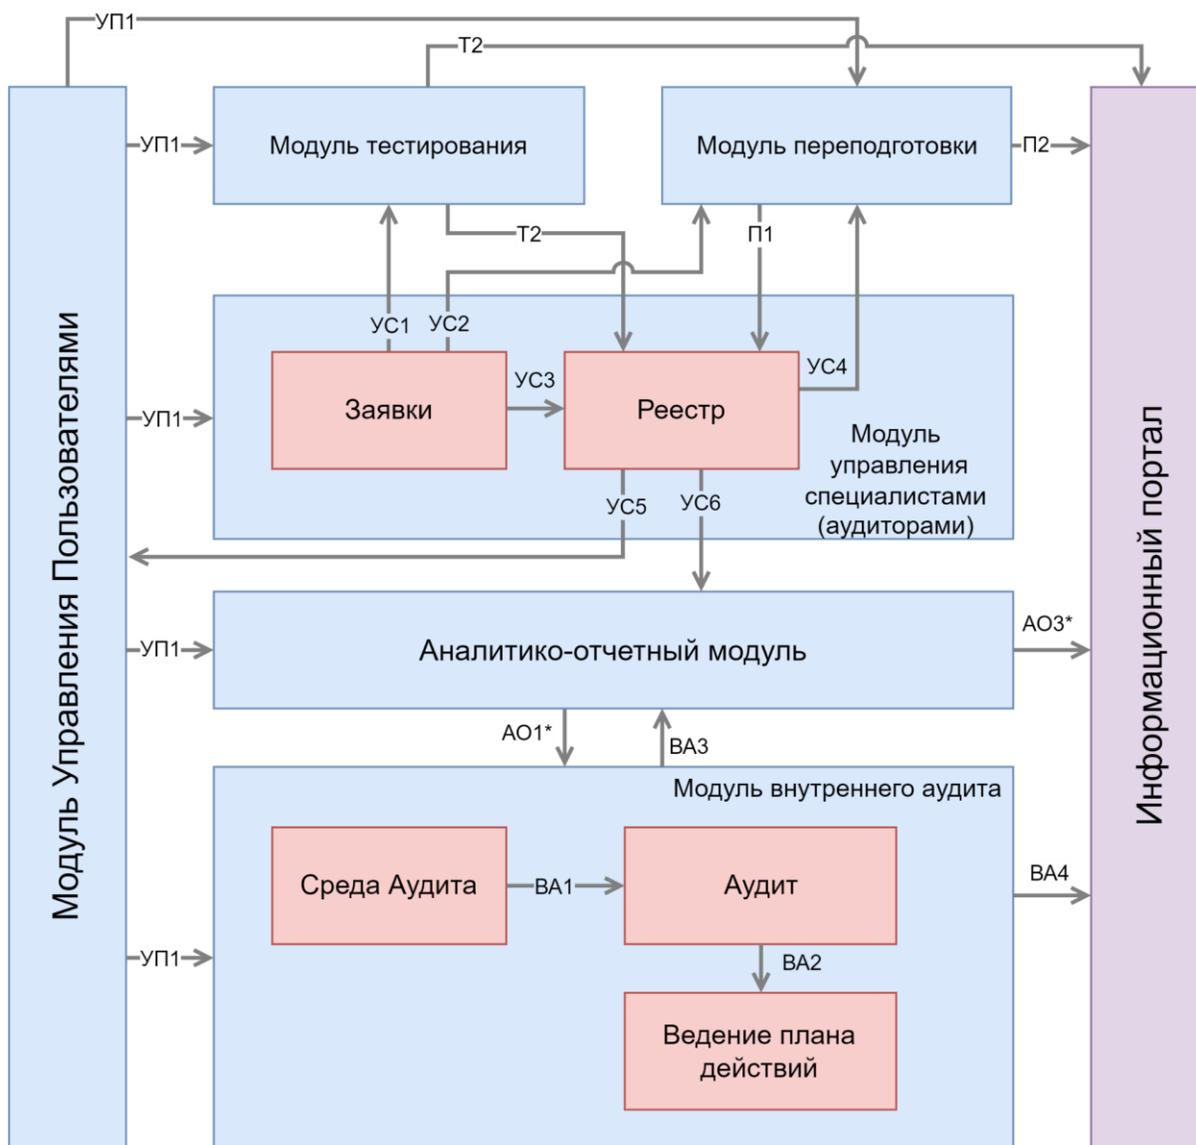 УП1
Т2
УП1
Модуль тестирования
Модуль переподготовки
П2
Т2
П1
УС1
УС2
УС3
УС4
Заявки
Реестр
УП1
Модуль
управления
специалистами
(аудиторами)
УС5
УС6
Модуль Управления Пользователями
Информационный портал
УП1
Аналитико-отчетный модуль
АО3*
АО1*
ВА3
Модуль внутреннего аудита
Среда Аудита
ВА1
Аудит
ВА4
УП1
ВА2
Ведение плана
действий